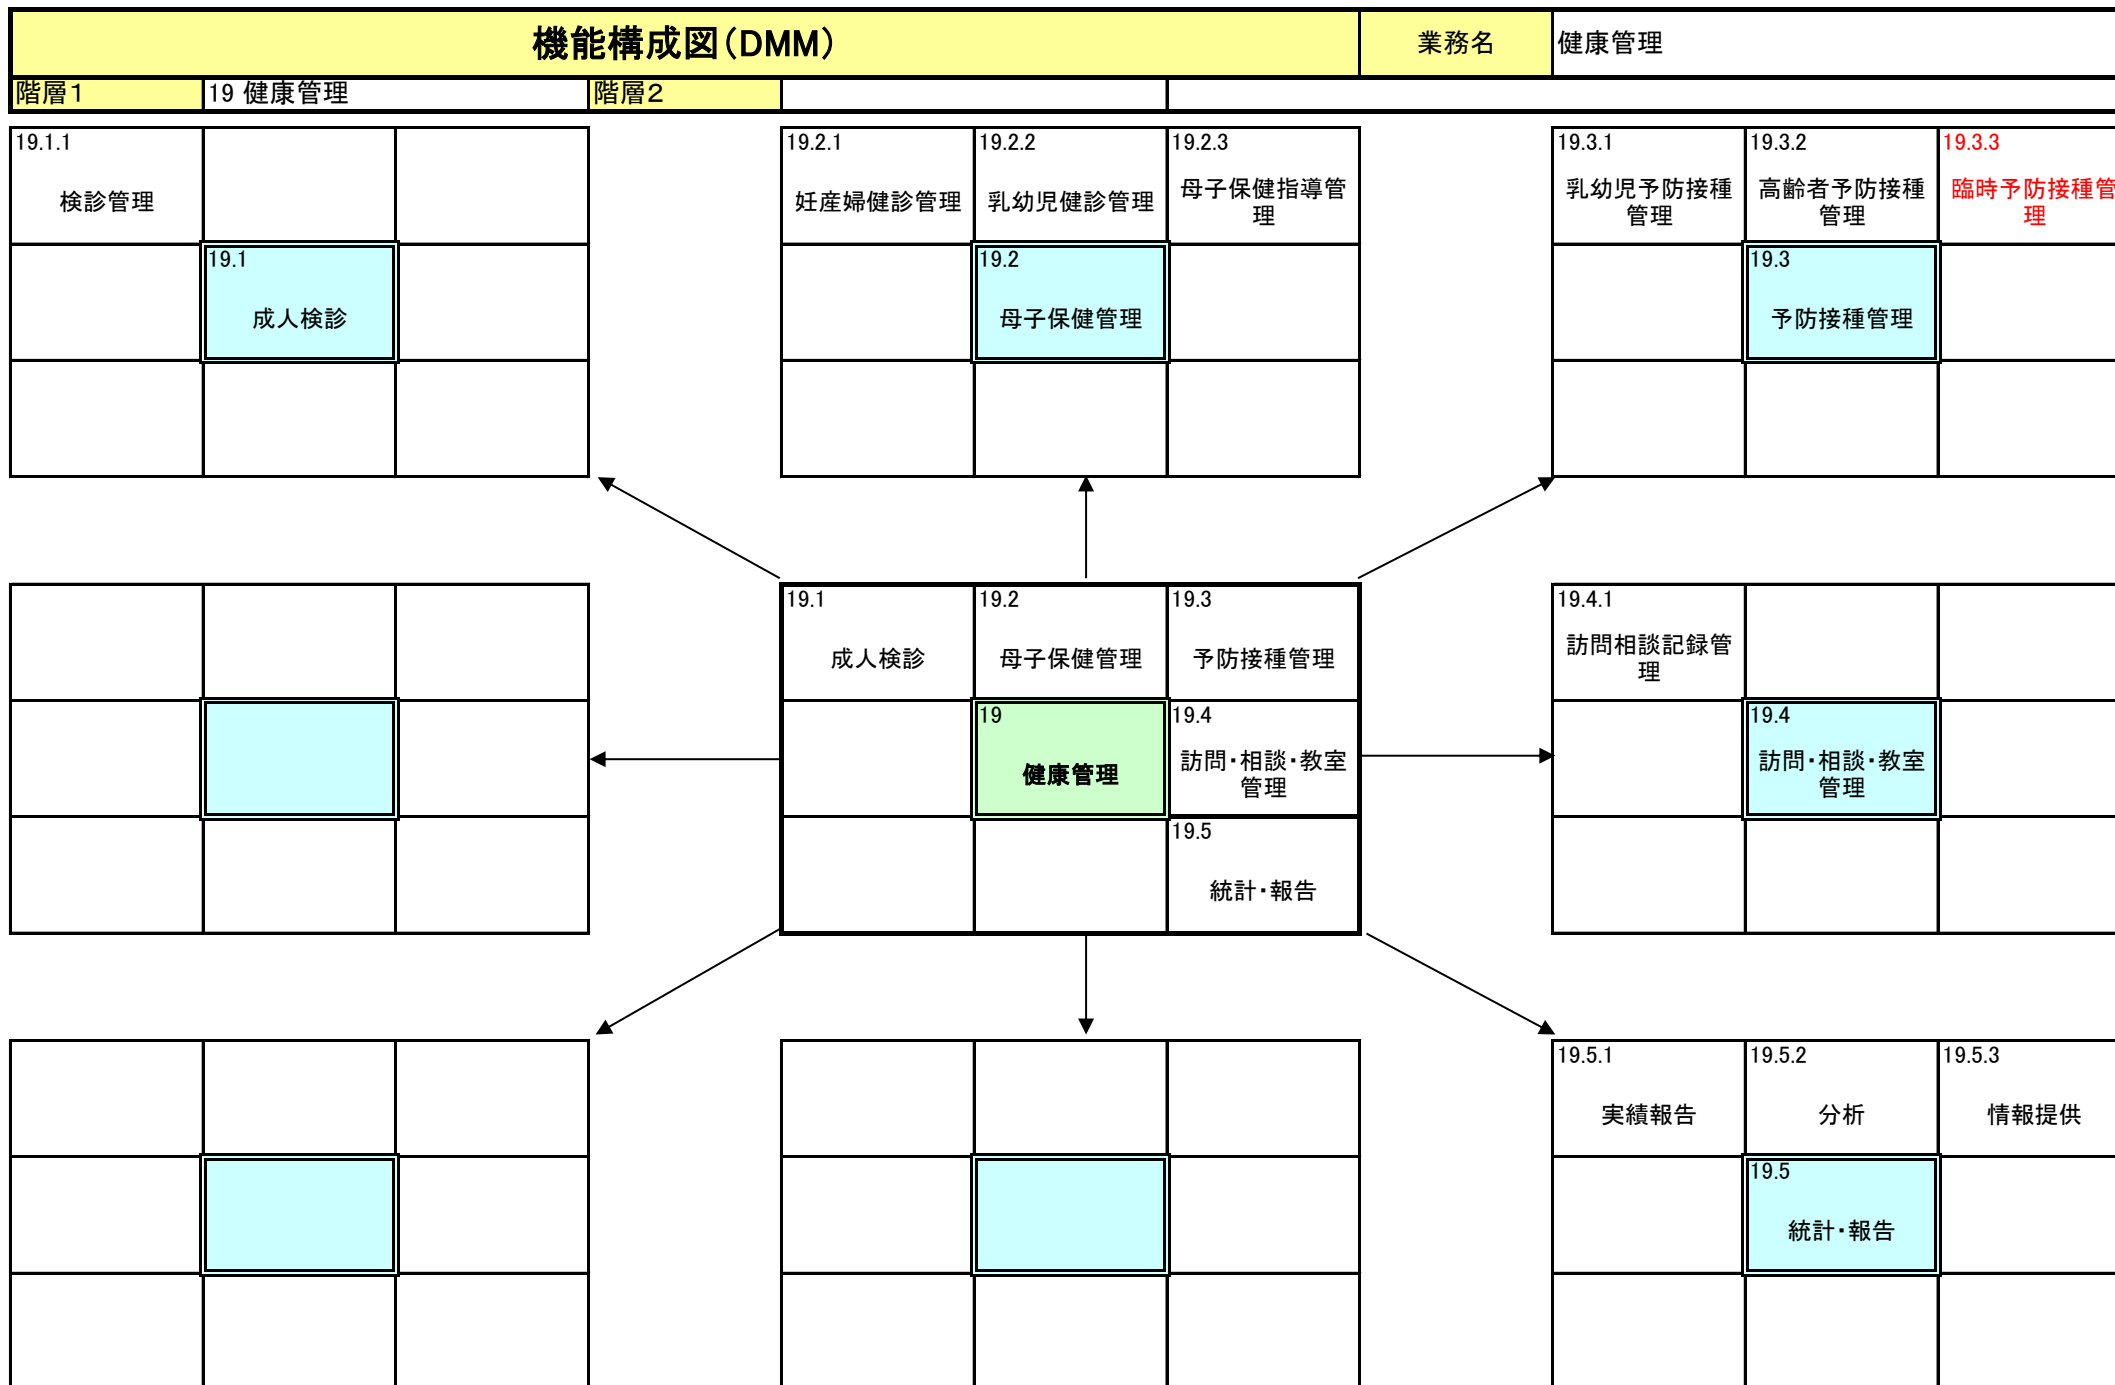 機能構成図(DMM)
業務名
健康管理
階層1
19 健康管理
階層2
19.1.1
検診管理
19.1
成人検診
19.2.1
妊産婦健診管理
19.2.2
乳幼児健診管理
19.2.3
母子保健指導管
理
19.2
母子保健管理
19.3.1
乳幼児予防接種
管理
19.3.2
高齢者予防接種
管理
19.3.3
臨時予防接種管
理
19.3
予防接種管理
19.1
成人検診
19.2
母子保健管理
19.3
予防接種管理
19
健康管理
19.4
訪問・相談・教室
管理
19.5
統計・報告
19.4.1
訪問相談記録管
理
19.4
訪問・相談・教室
管理
19.5.1
実績報告
19.5.2
分析
19.5.3
情報提供
19.5
統計・報告